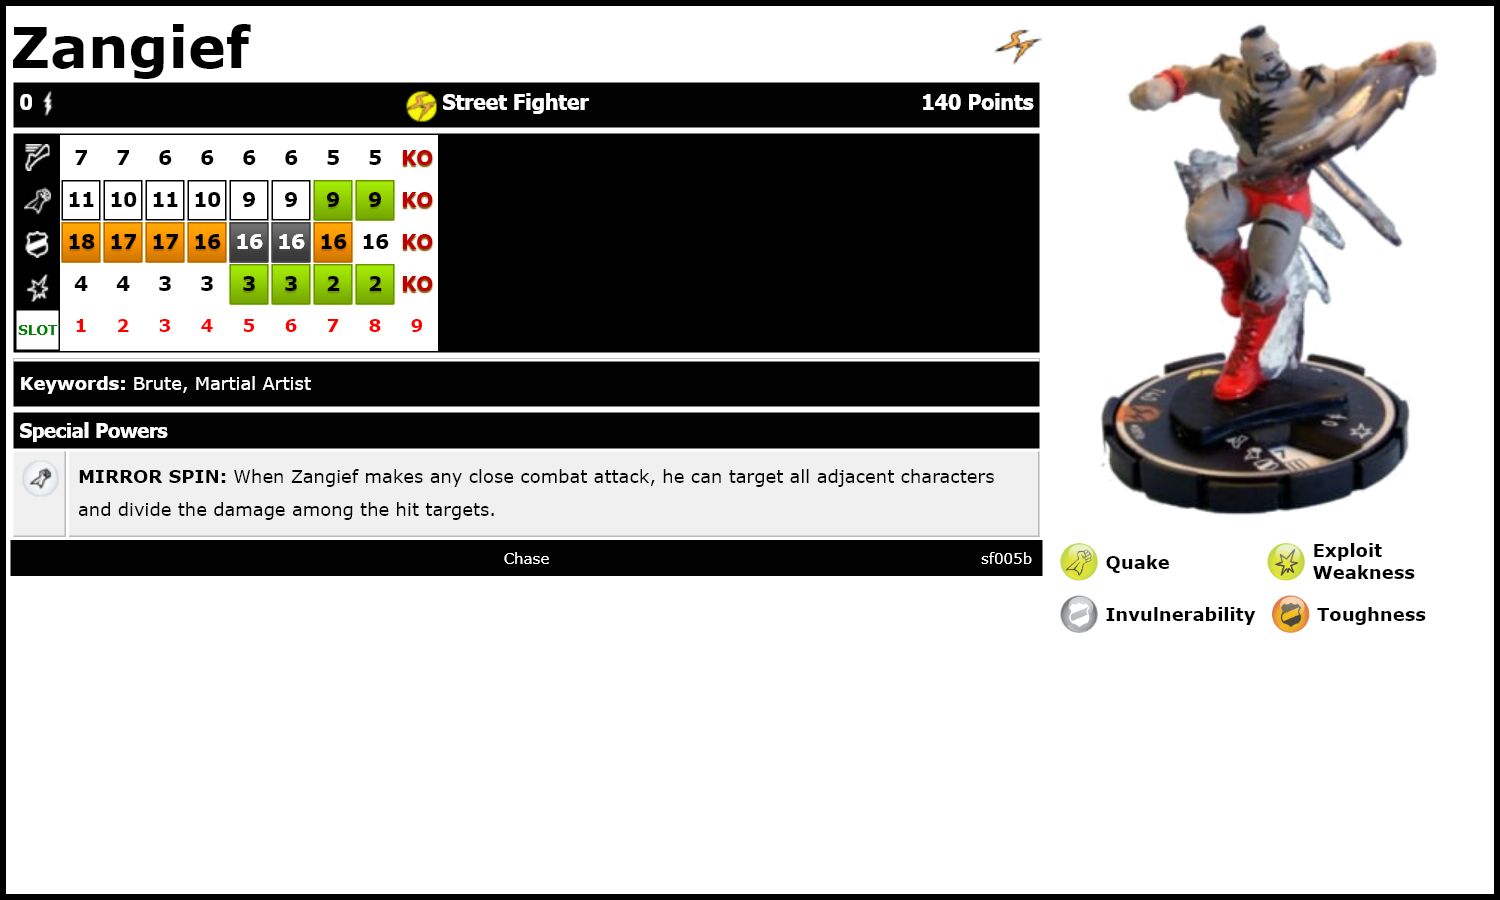 Zangief
0 Street Fighter 140 Points
7 7 6 6 6 6 5 5 KO
11 10 11 10 9 9 9 9 KO
18 17 17 16 16 16 16 16 KO
4 4 3 3 3 3 2 2 KO
SLOT 1 2 3 4 5 6 7 8 9
Keywords: Brute, Martial Artist
Special Powers
MIRROR SPIN: When Zangief makes any close combat attack, he can target all adjacent characters
and divide the damage among the hit targets.
Chase sf005b
Quake
Exploit
Weakness
Invulnerability
Toughness